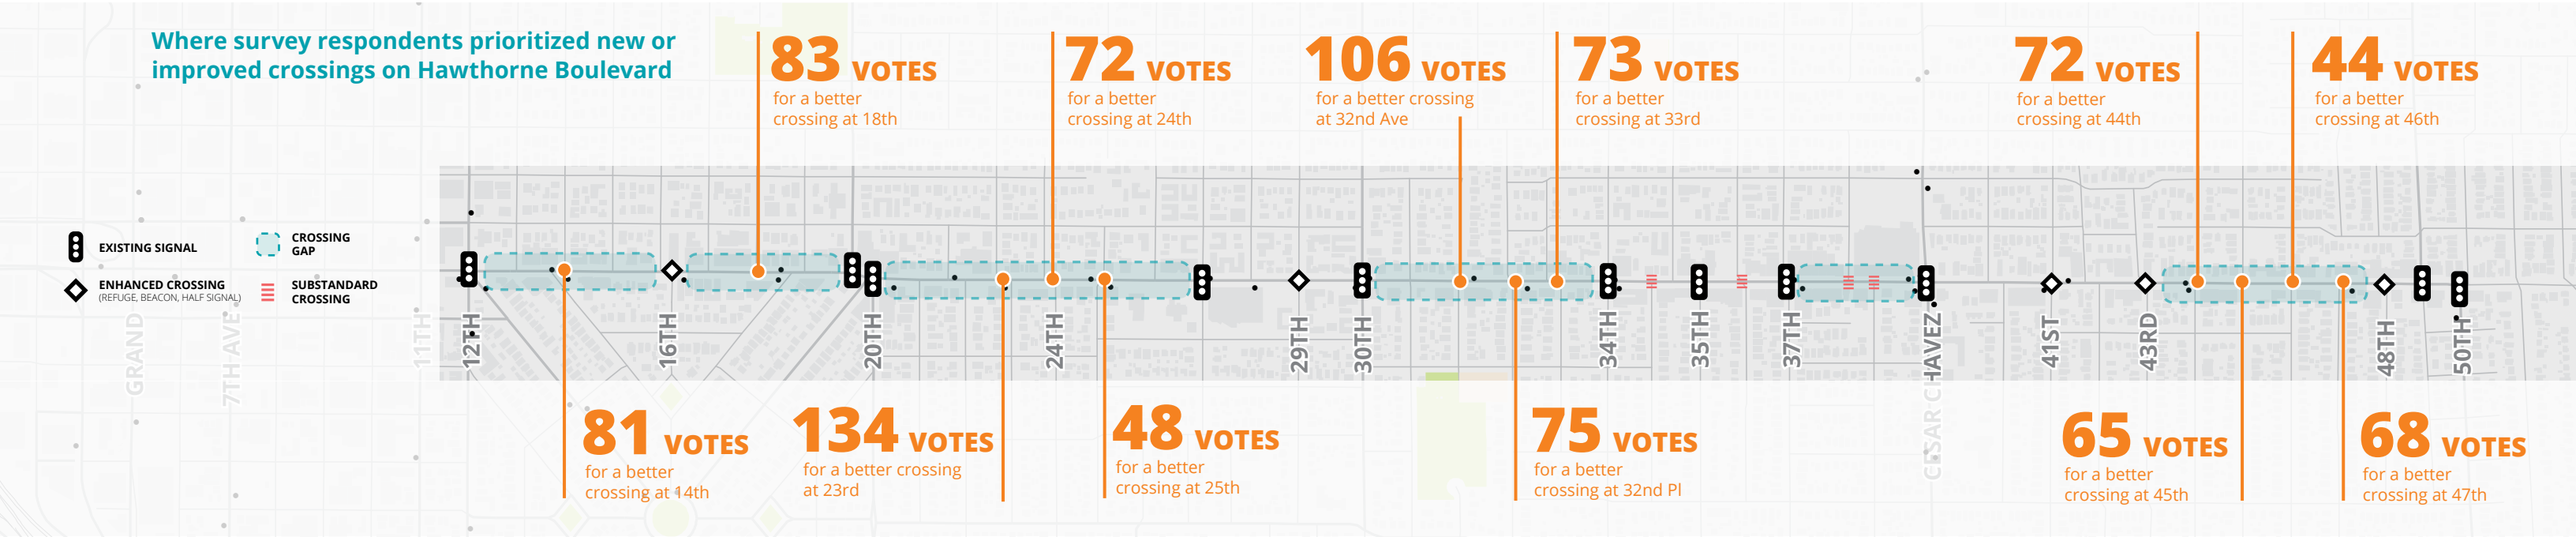 Where survey respondents prioritized new or
improved crossings on Hawthorne Boulevard
83 VOTES
for a better
crossing at 18th
72 VOTES
for a better
crossing at 24th
106 VOTES
for a better crossing
at 32nd Ave
73 VOTES
for a better
crossing at 33rd
72 VOTES
for a better
crossing at 44th
44 VOTES
for a better
crossing at 46th
EXISTING SIGNAL
CROSSING
GAP
ENHANCED CROSSING
(REFUGE, BEACON, HALF SIGNAL)
SUBSTANDARD
CROSSING
GRAND
7TH AVE
11TH
12TH
16TH
20TH
24TH
29TH
30TH
34TH
35TH
37TH
CESAR CHAVEZ
41ST
43RD
48TH
50TH
81 VOTES
for a better
crossing at 14th
134 VOTES
for a better crossing
at 23rd
48 VOTES
for a better
crossing at 25th
75 VOTES
for a better
crossing at 32nd Pl
65 VOTES
for a better
crossing at 45th
68 VOTES
for a better
crossing at 47th